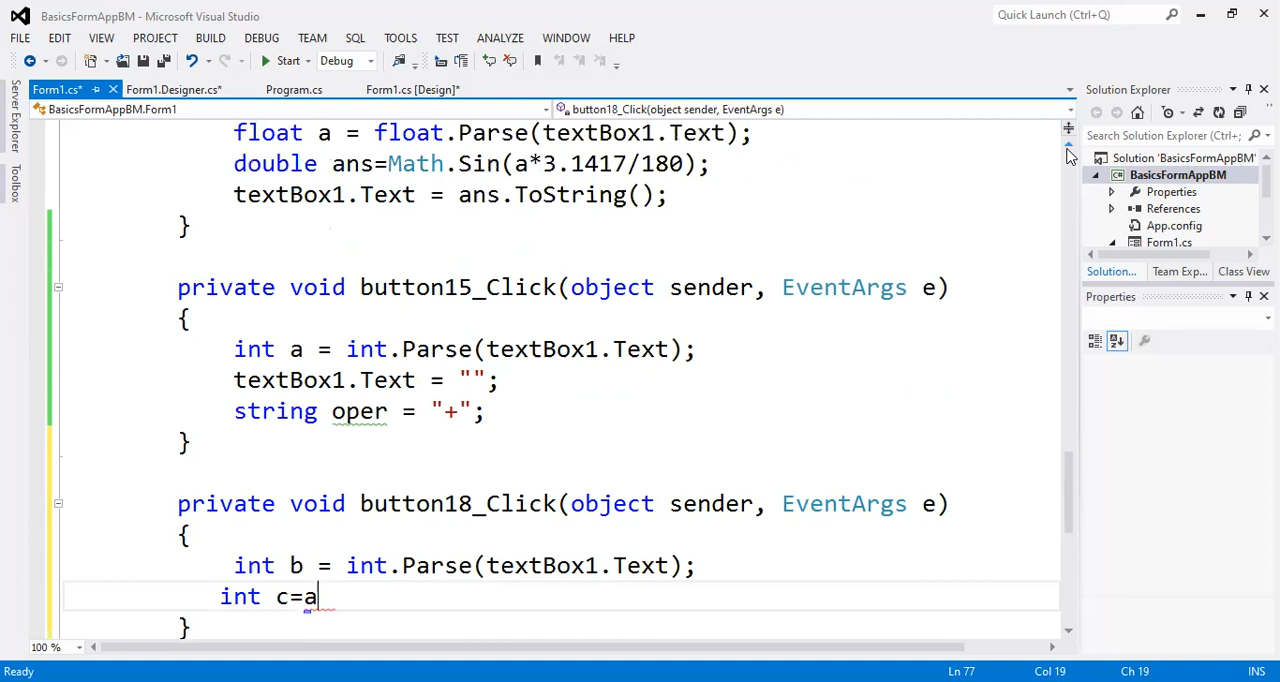 BasicsFormAppBM - Microsoft Visual Studio
Quick Launch (Ctrl+Q)
FILE EDIT VIEW PROJECT BUILD DEBUG TEAM SQL TOOLS TEST ANALYZE WINDOW HELP
Start Debug
Server Explorer
Toolbox
Form1.cs* Form1.Designer.cs* Program.cs Form1.cs [Design]*
BasicsFormAppBM.Form1 button18_Click(object sender, EventArgs e)
float a = float.Parse(textBox1.Text);
double ans=Math.Sin(a*3.1417/180);
textBox1.Text = ans.ToString();
}
private void button15_Click(object sender, EventArgs e)
{
int a = int.Parse(textBox1.Text);
textBox1.Text = "";
string oper = "+";
}
private void button18_Click(object sender, EventArgs e)
{
int b = int.Parse(textBox1.Text);
int c=a
}
100 %
Solution Explorer
Search Solution Explorer (Ctrl+;
Solution 'BasicsFormAppBM'
BasicsFormAppBM
Properties
References
App.config
Form1.cs
Solution... Team Exp... Class View
Properties
Ready Ln 77 Col 19 Ch 19 INS